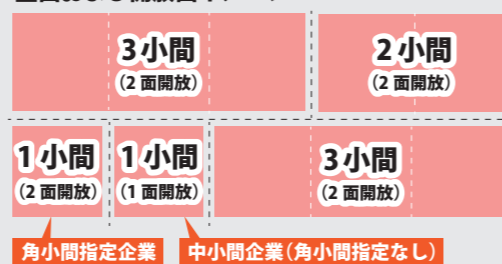 3小間
(2面開放)
2小間
(2面開放)
1小間
(2面開放)
1小間
(1面開放)
3小間
(2面開放)
角小間指定企業
中小間企業(角小間指定なし)